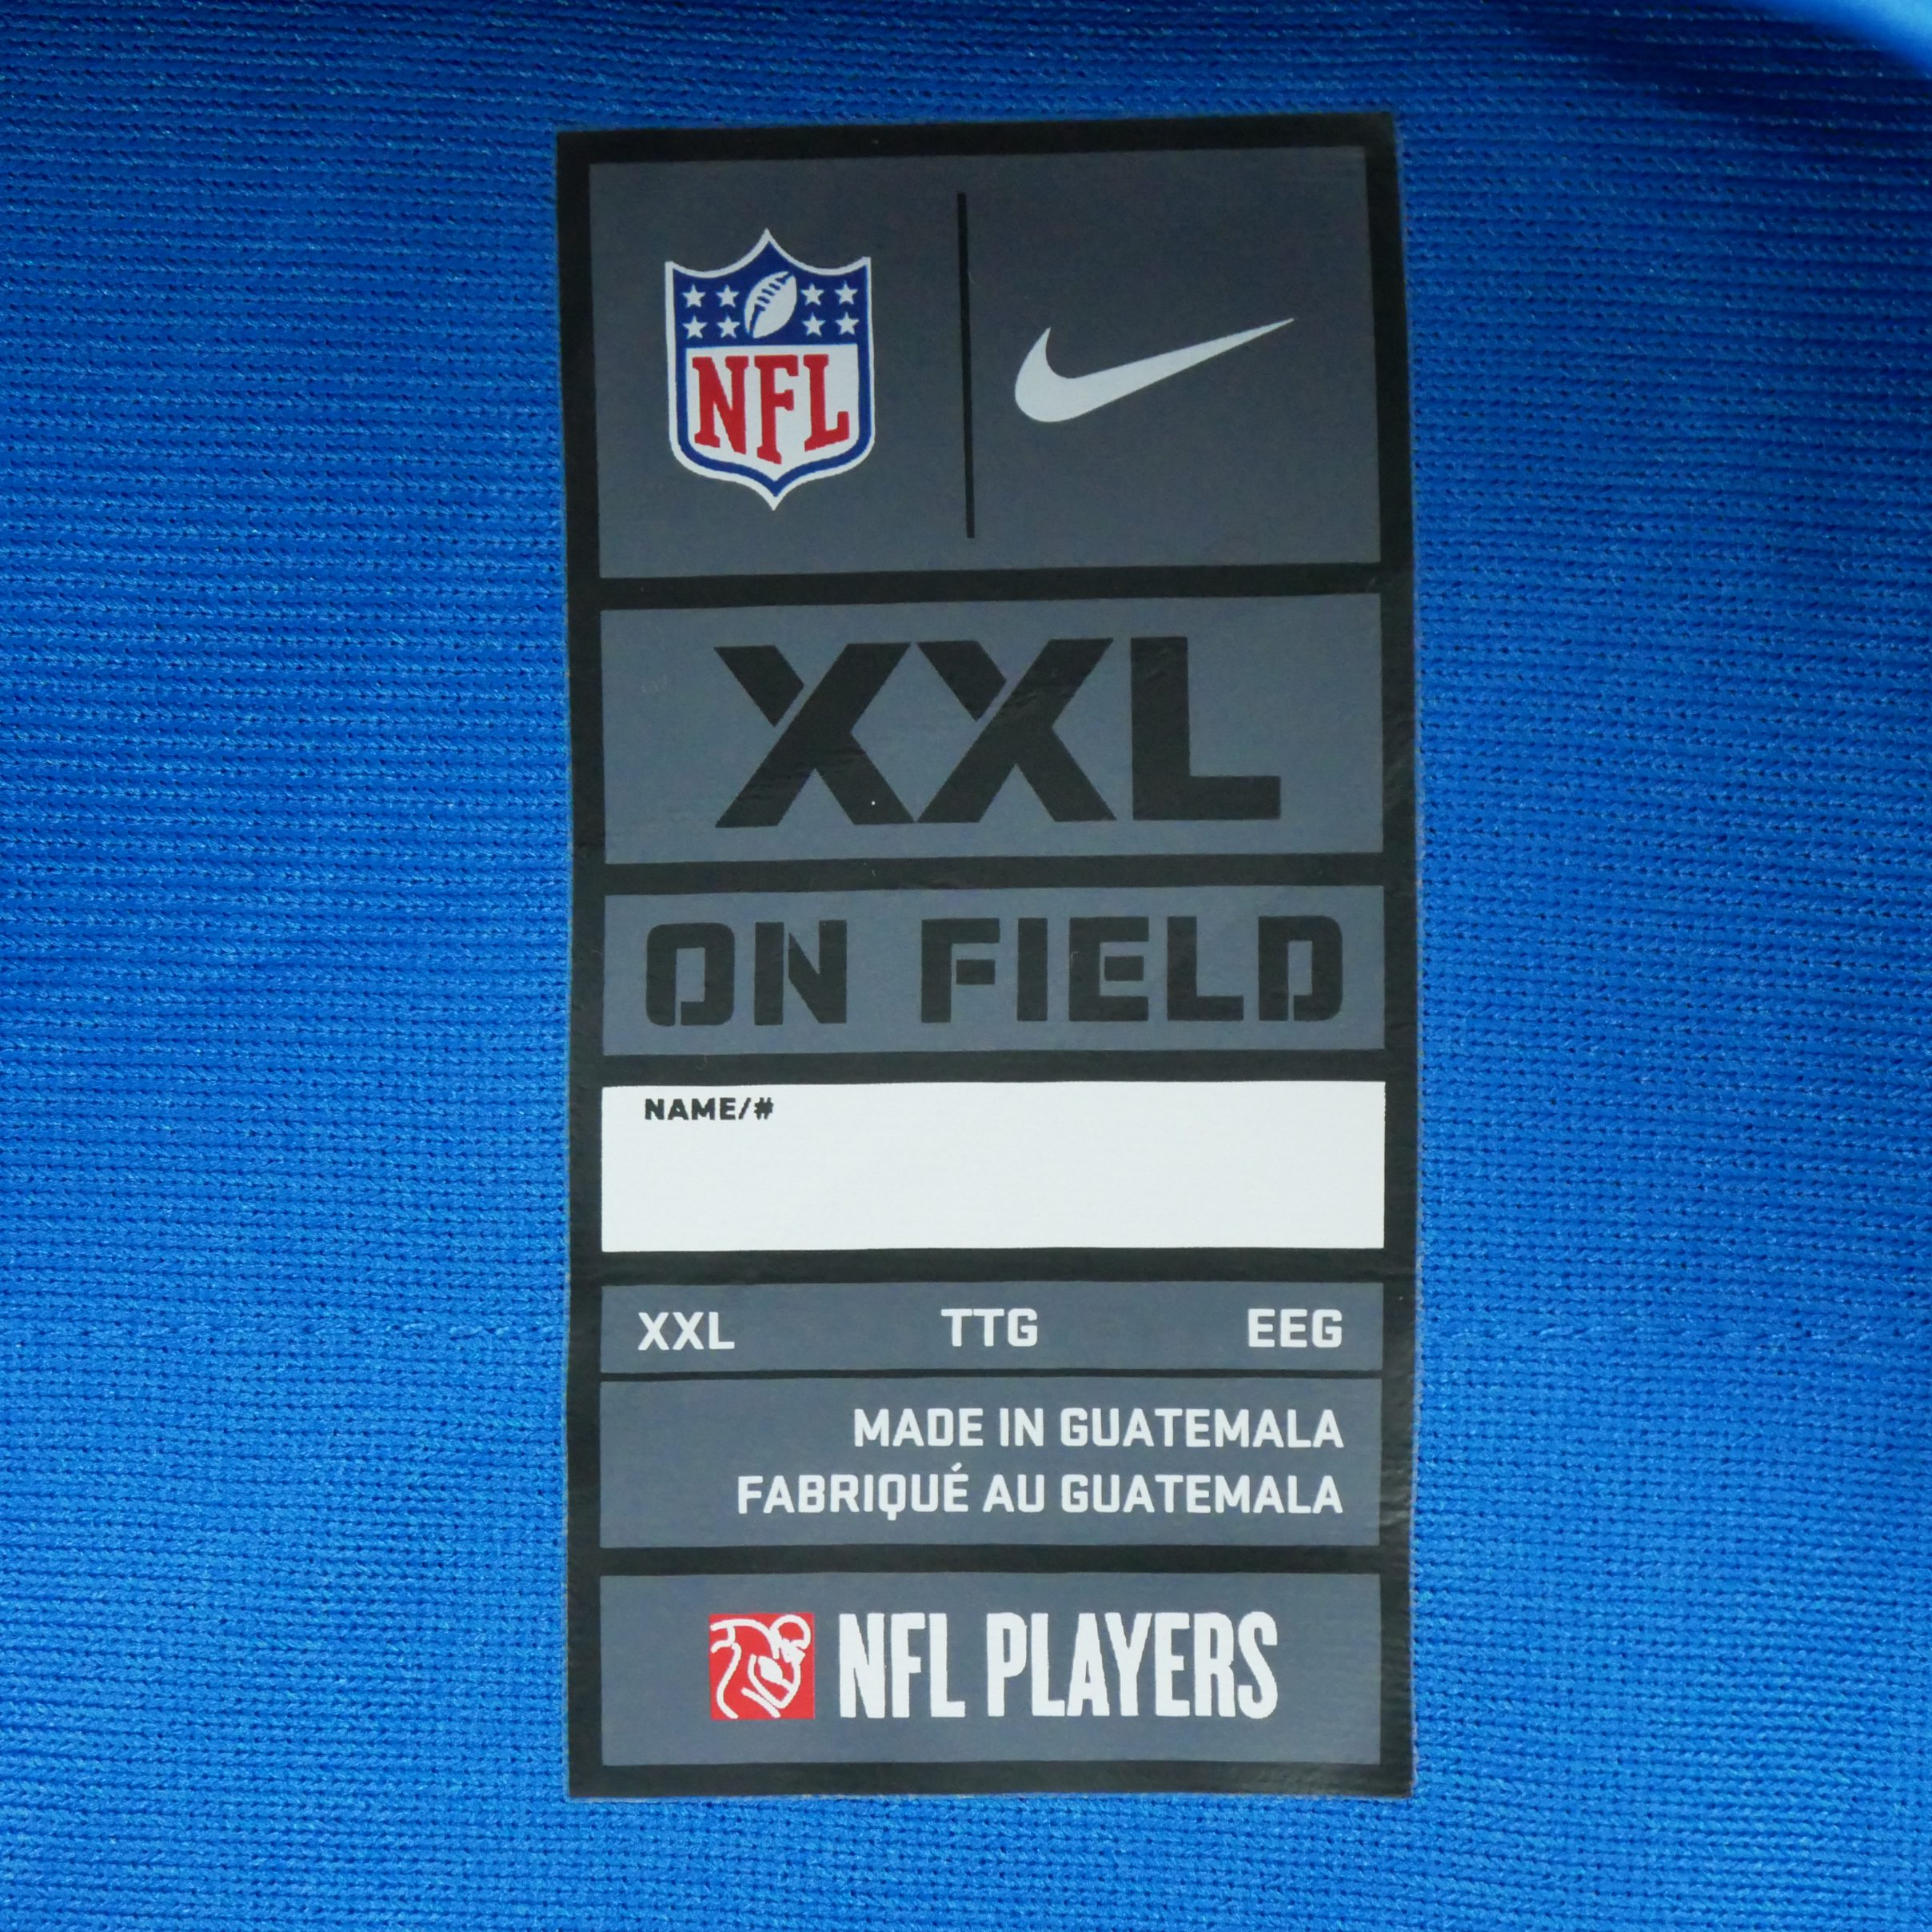 NFL
XXL
ON FIELD
NAME/#
XXL TTG EEG
MADE IN GUATEMALA
FABRIQUÉ AU GUATEMALA
NFL PLAYERS